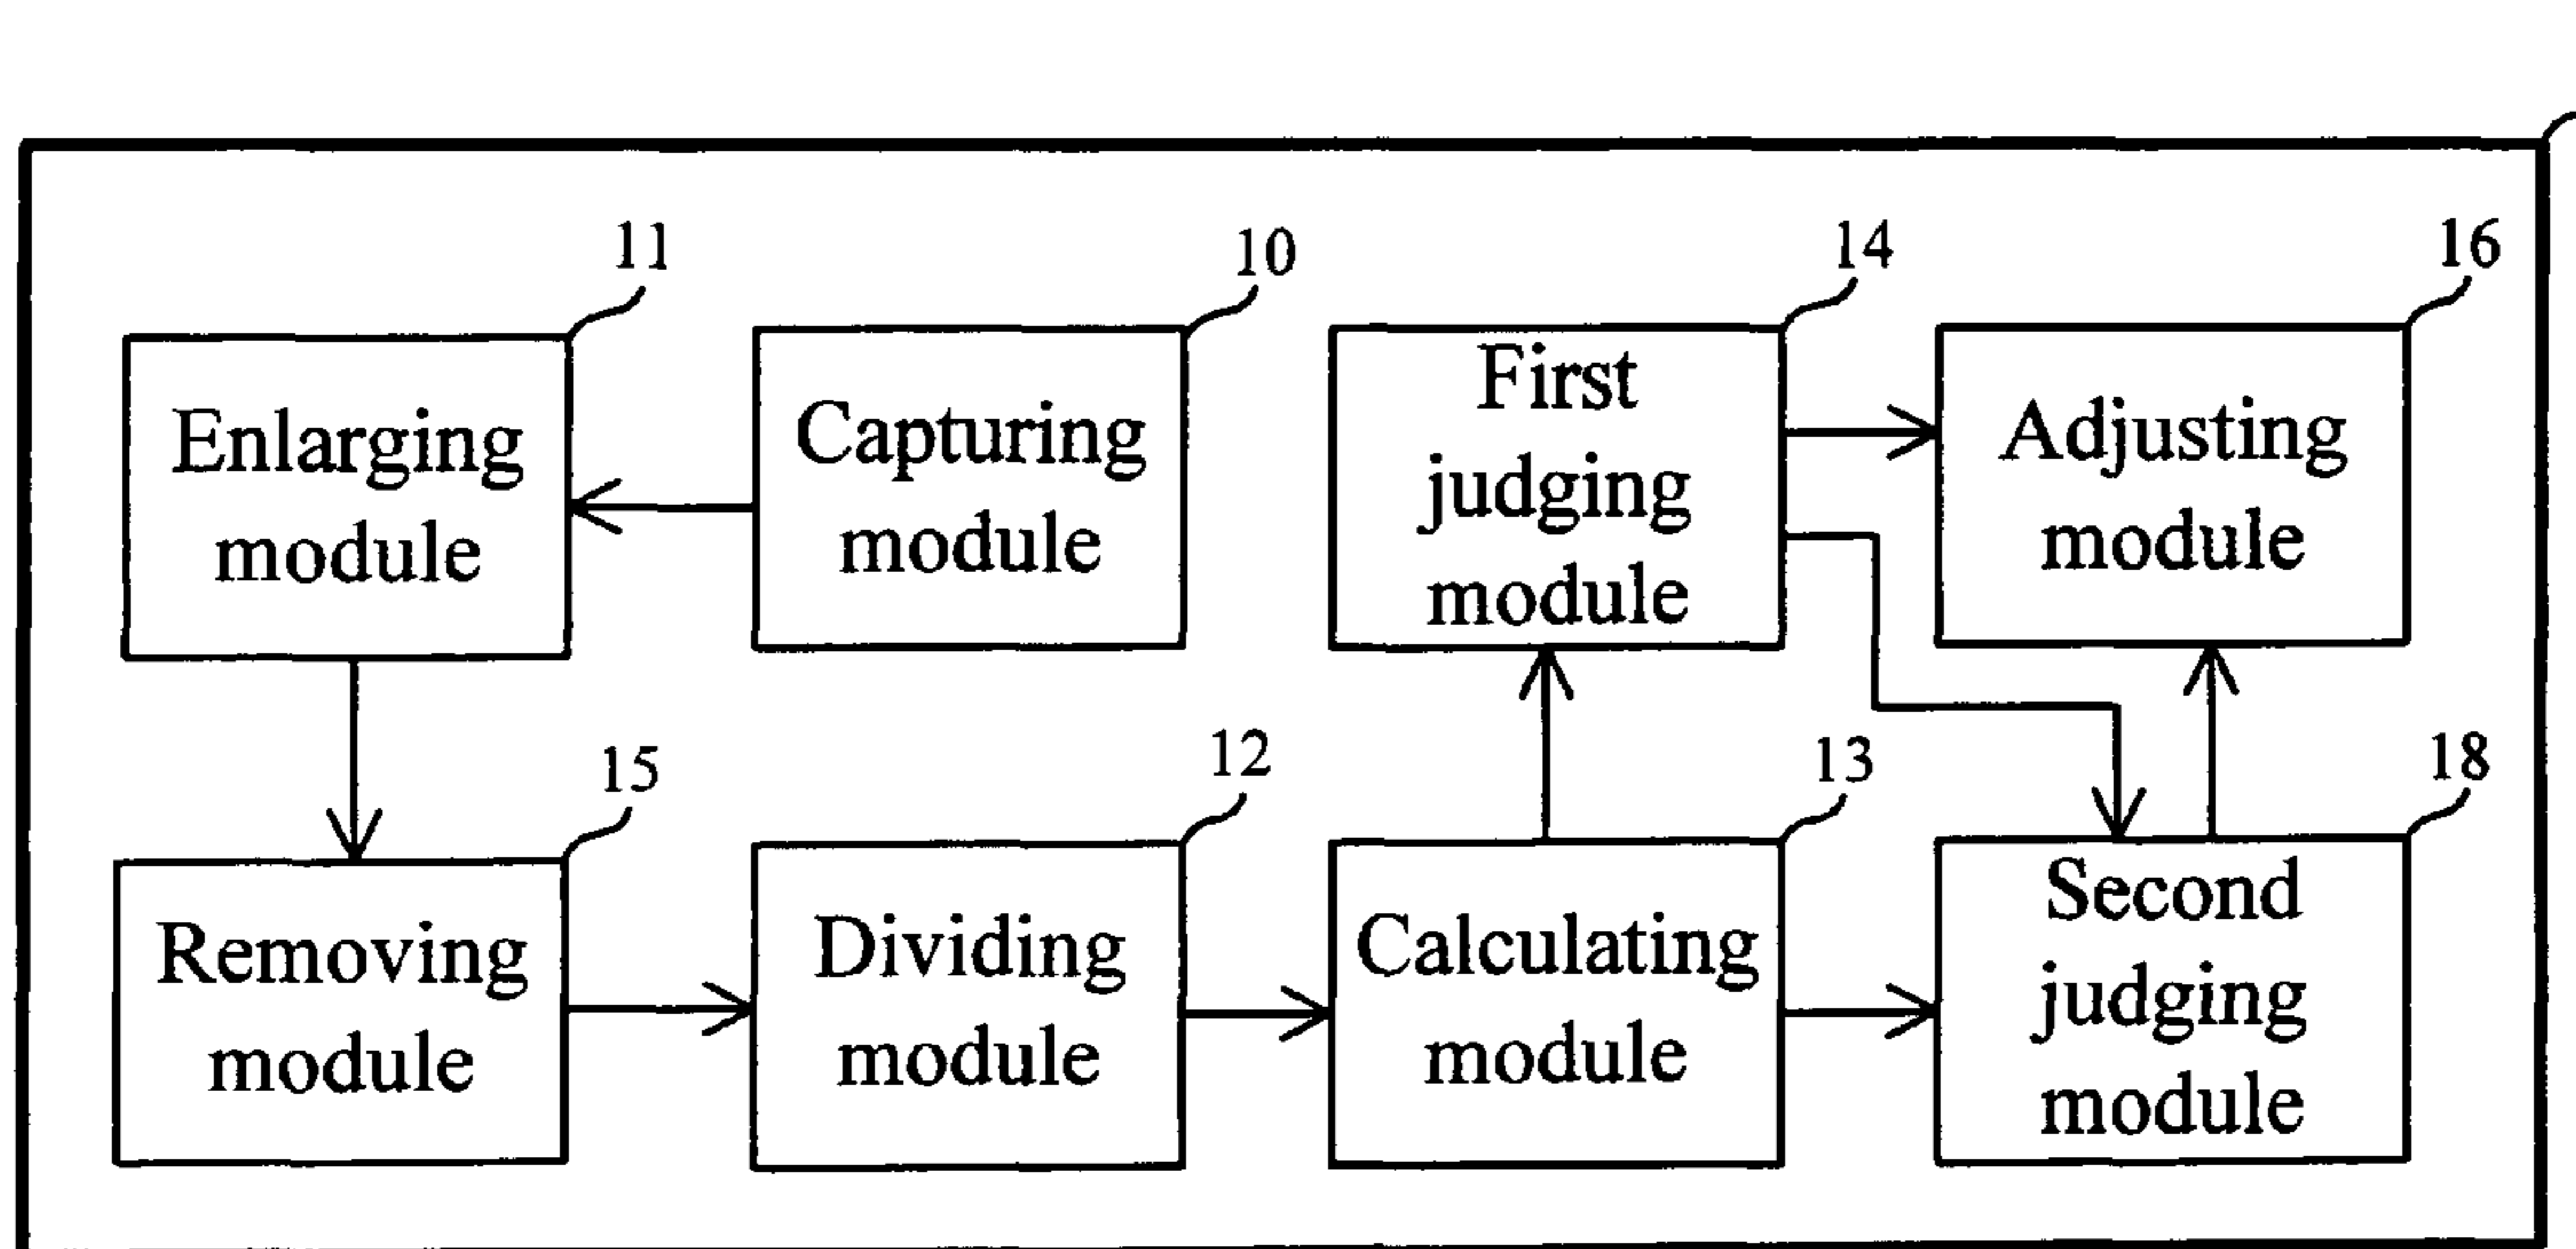 11
10
14
16
Enlarging
module
Capturing
module
First
judging
module
Adjusting
module
15
12
13
18
Removing
module
Dividing
module
Calculating
module
Second
judging
module